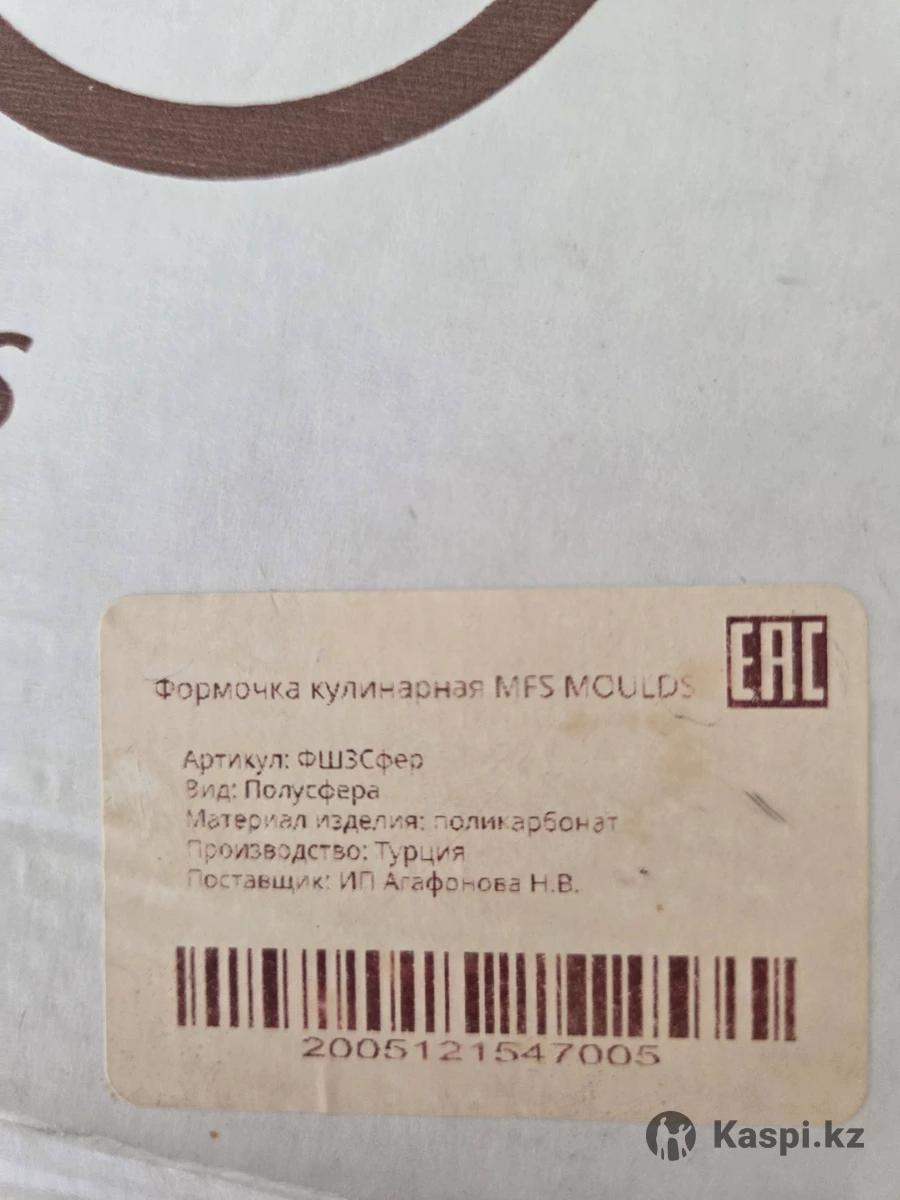 s
EAC
Формочка кулинарная MFS MOULDS
Артикул: ФШ3Сфер
Вид: Полусфера
Материал изделия: поликарбонат
Производство: Турция
Поставщик: ИП Агафонова Н.В.
2005121547005
Kaspi.kz